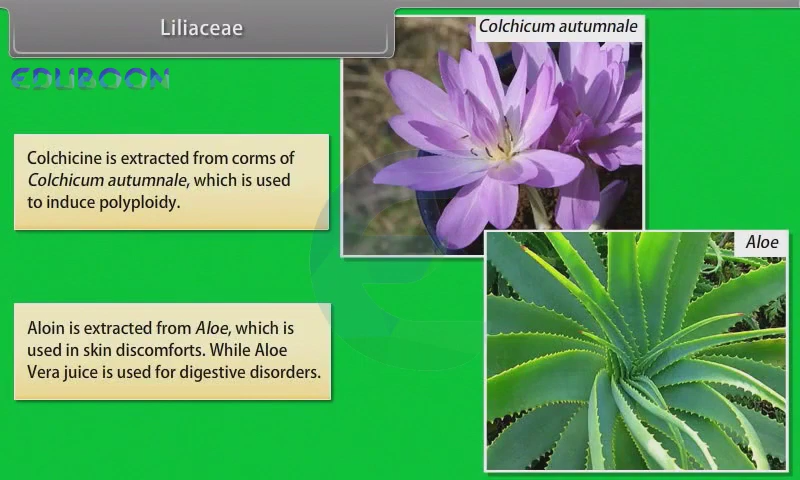 Liliaceae
Colchicum autumnale
EDUBOON
Colchicine is extracted from corms of
Colchicum autumnale, which is used
to induce polyploidy.
Aloe
Aloin is extracted from Aloe, which is
used in skin discomforts. While Aloe
Vera juice is used for digestive disorders.